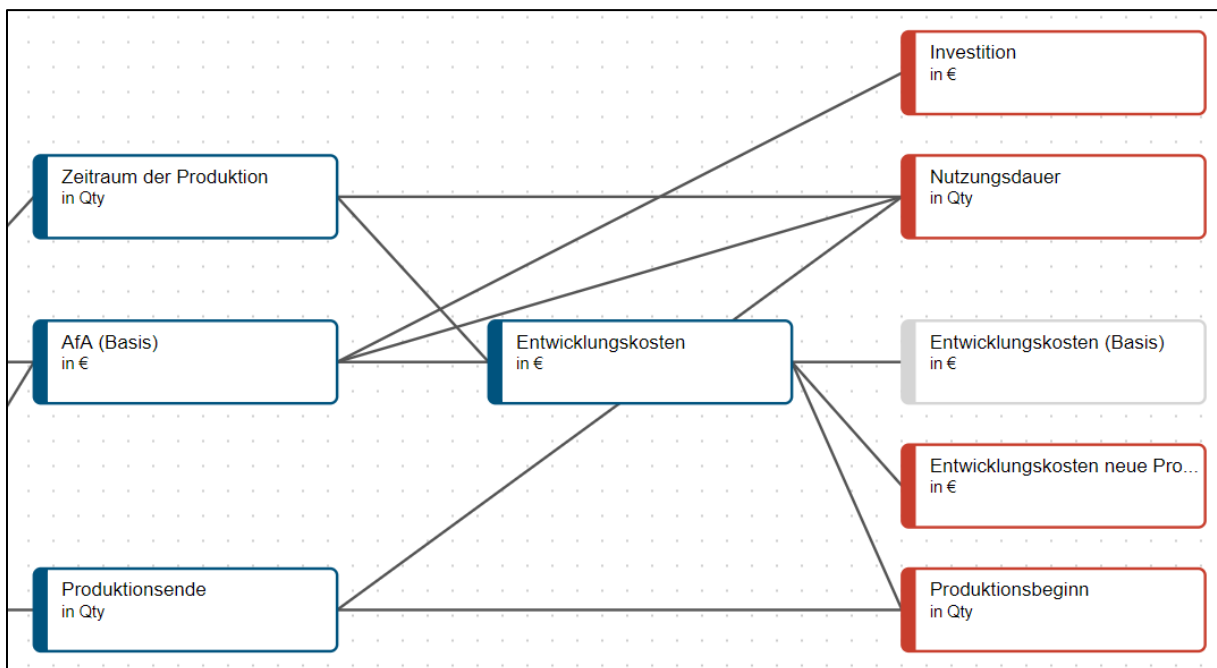 Investition
in €
Zeitraum der Produktion
in Qty
Nutzungsdauer
in Qty
AfA (Basis)
in €
Entwicklungskosten
in €
Entwicklungskosten (Basis)
in €
Entwicklungskosten neue Pro...
in €
Produktionsende
in Qty
Produktionsbeginn
in Qty